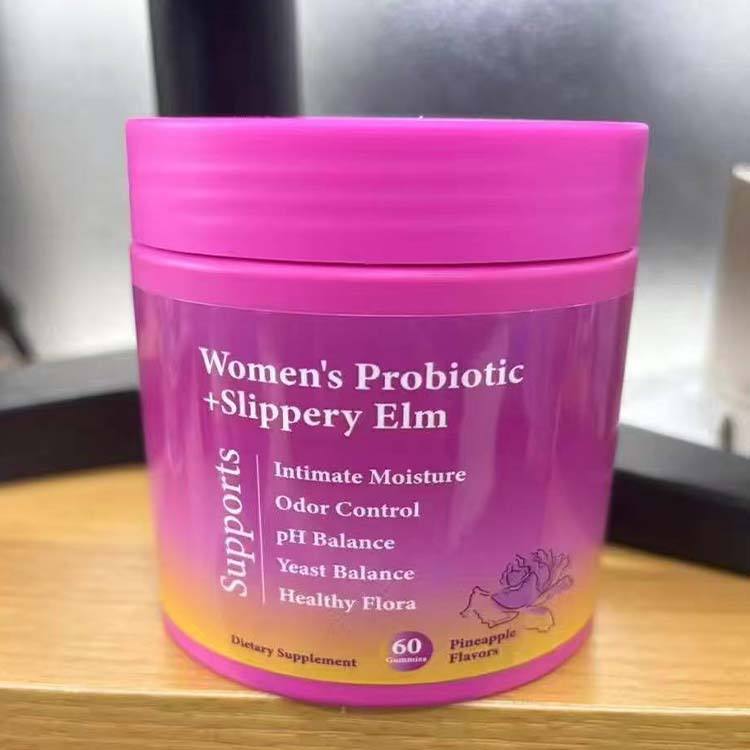 Women's Probiotic
+Slippery Elm
Supports
Intimate Moisture
Odor Control
pH Balance
Yeast Balance
Healthy Flora
Dietary Supplement
60
Gummies
Pineapple
Flavors